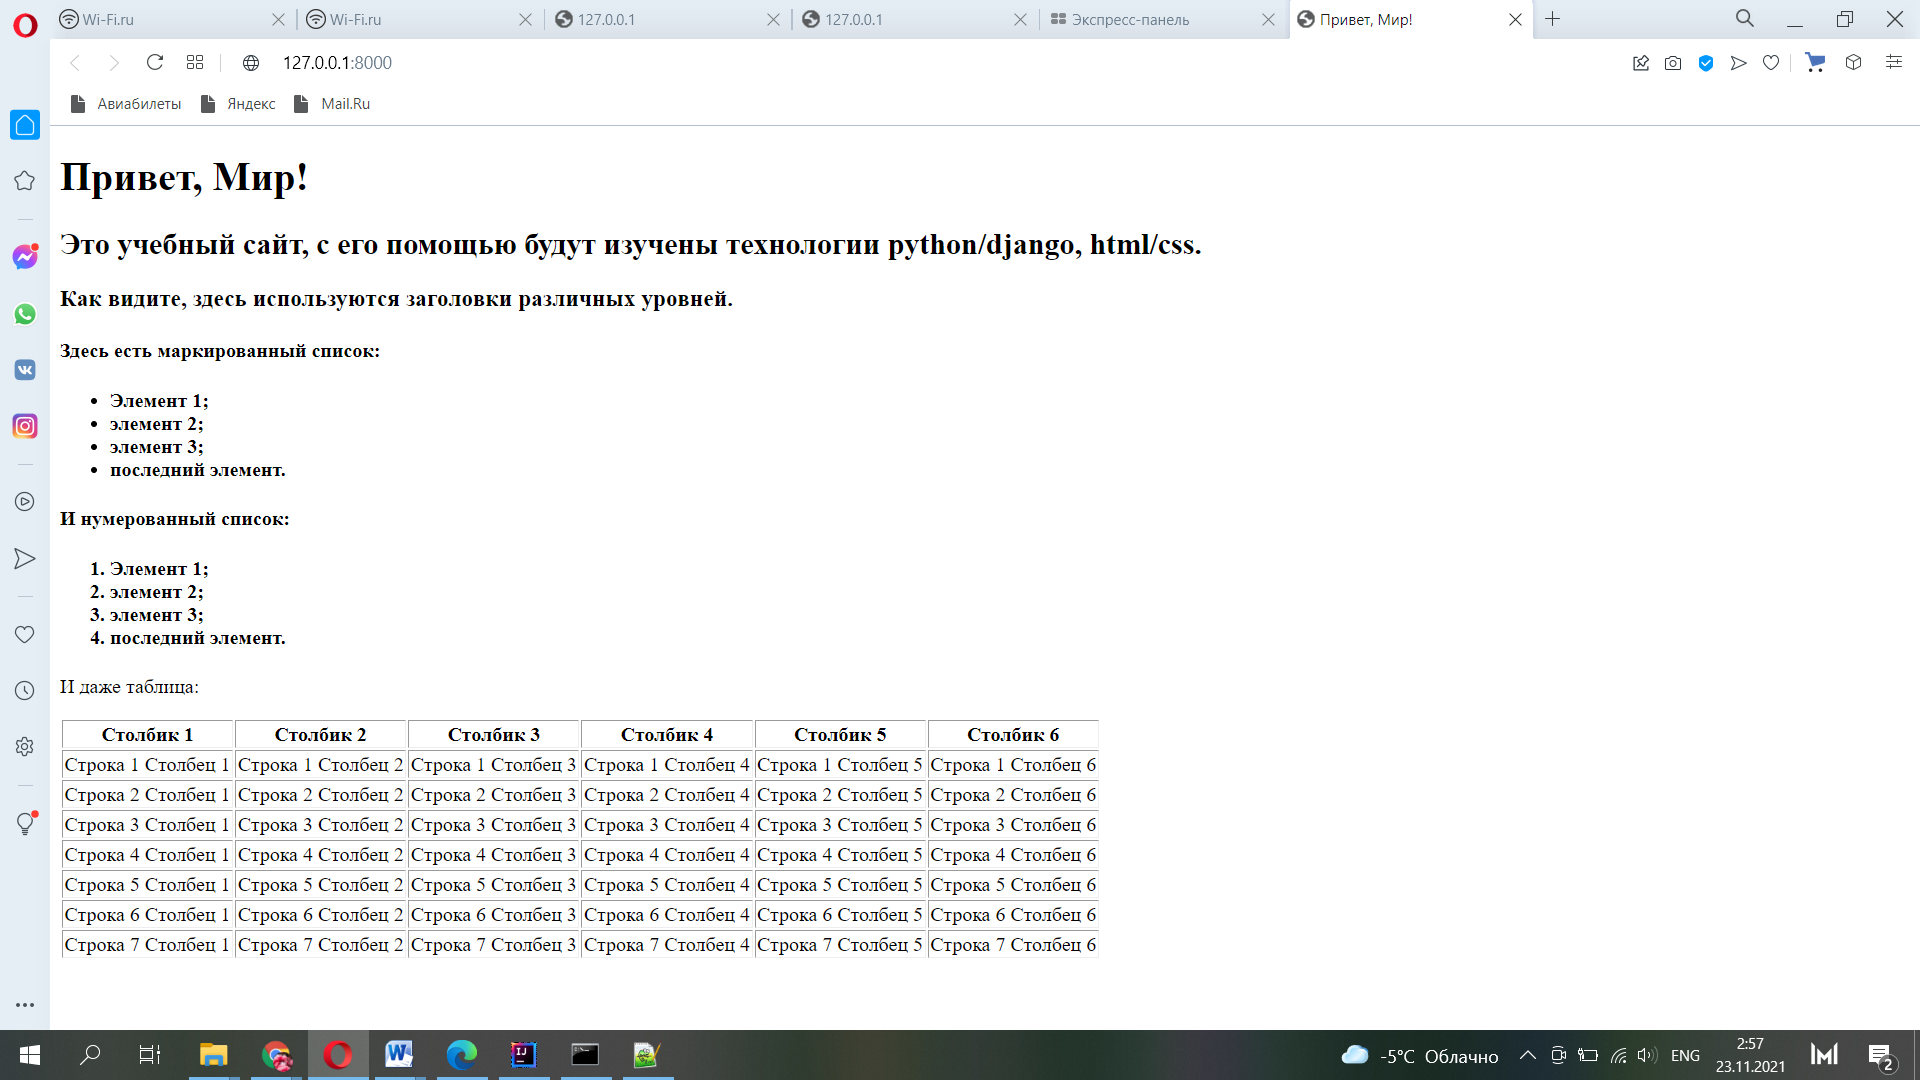 Wi-Fi.ru
Wi-Fi.ru
127.0.0.1
127.0.0.1
Экспресс-панель
Привет, Мир!
127.0.0.1:8000
Авиабилеты
Яндекс
Mail.Ru
Привет, Мир!
Это учебный сайт, с его помощью будут изучены технологии python/django, html/css.
Как видите, здесь используются заголовки различных уровней.
Здесь есть маркированный список:
• Элемент 1;
• элемент 2;
• элемент 3;
• последний элемент.
И нумерованный список:
1. Элемент 1;
2. элемент 2;
3. элемент 3;
4. последний элемент.
И даже таблица:
Столбик 1 Столбик 2 Столбик 3 Столбик 4 Столбик 5 Столбик 6
Строка 1 Столбец 1 Строка 1 Столбец 2 Строка 1 Столбец 3 Строка 1 Столбец 4 Строка 1 Столбец 5 Строка 1 Столбец 6
Строка 2 Столбец 1 Строка 2 Столбец 2 Строка 2 Столбец 3 Строка 2 Столбец 4 Строка 2 Столбец 5 Строка 2 Столбец 6
Строка 3 Столбец 1 Строка 3 Столбец 2 Строка 3 Столбец 3 Строка 3 Столбец 4 Строка 3 Столбец 5 Строка 3 Столбец 6
Строка 4 Столбец 1 Строка 4 Столбец 2 Строка 4 Столбец 3 Строка 4 Столбец 4 Строка 4 Столбец 5 Строка 4 Столбец 6
Строка 5 Столбец 1 Строка 5 Столбец 2 Строка 5 Столбец 3 Строка 5 Столбец 4 Строка 5 Столбец 5 Строка 5 Столбец 6
Строка 6 Столбец 1 Строка 6 Столбец 2 Строка 6 Столбец 3 Строка 6 Столбец 4 Строка 6 Столбец 5 Строка 6 Столбец 6
Строка 7 Столбец 1 Строка 7 Столбец 2 Строка 7 Столбец 3 Строка 7 Столбец 4 Строка 7 Столбец 5 Строка 7 Столбец 6
-5°C Облачно
ENG
2:57
23.11.2021
2